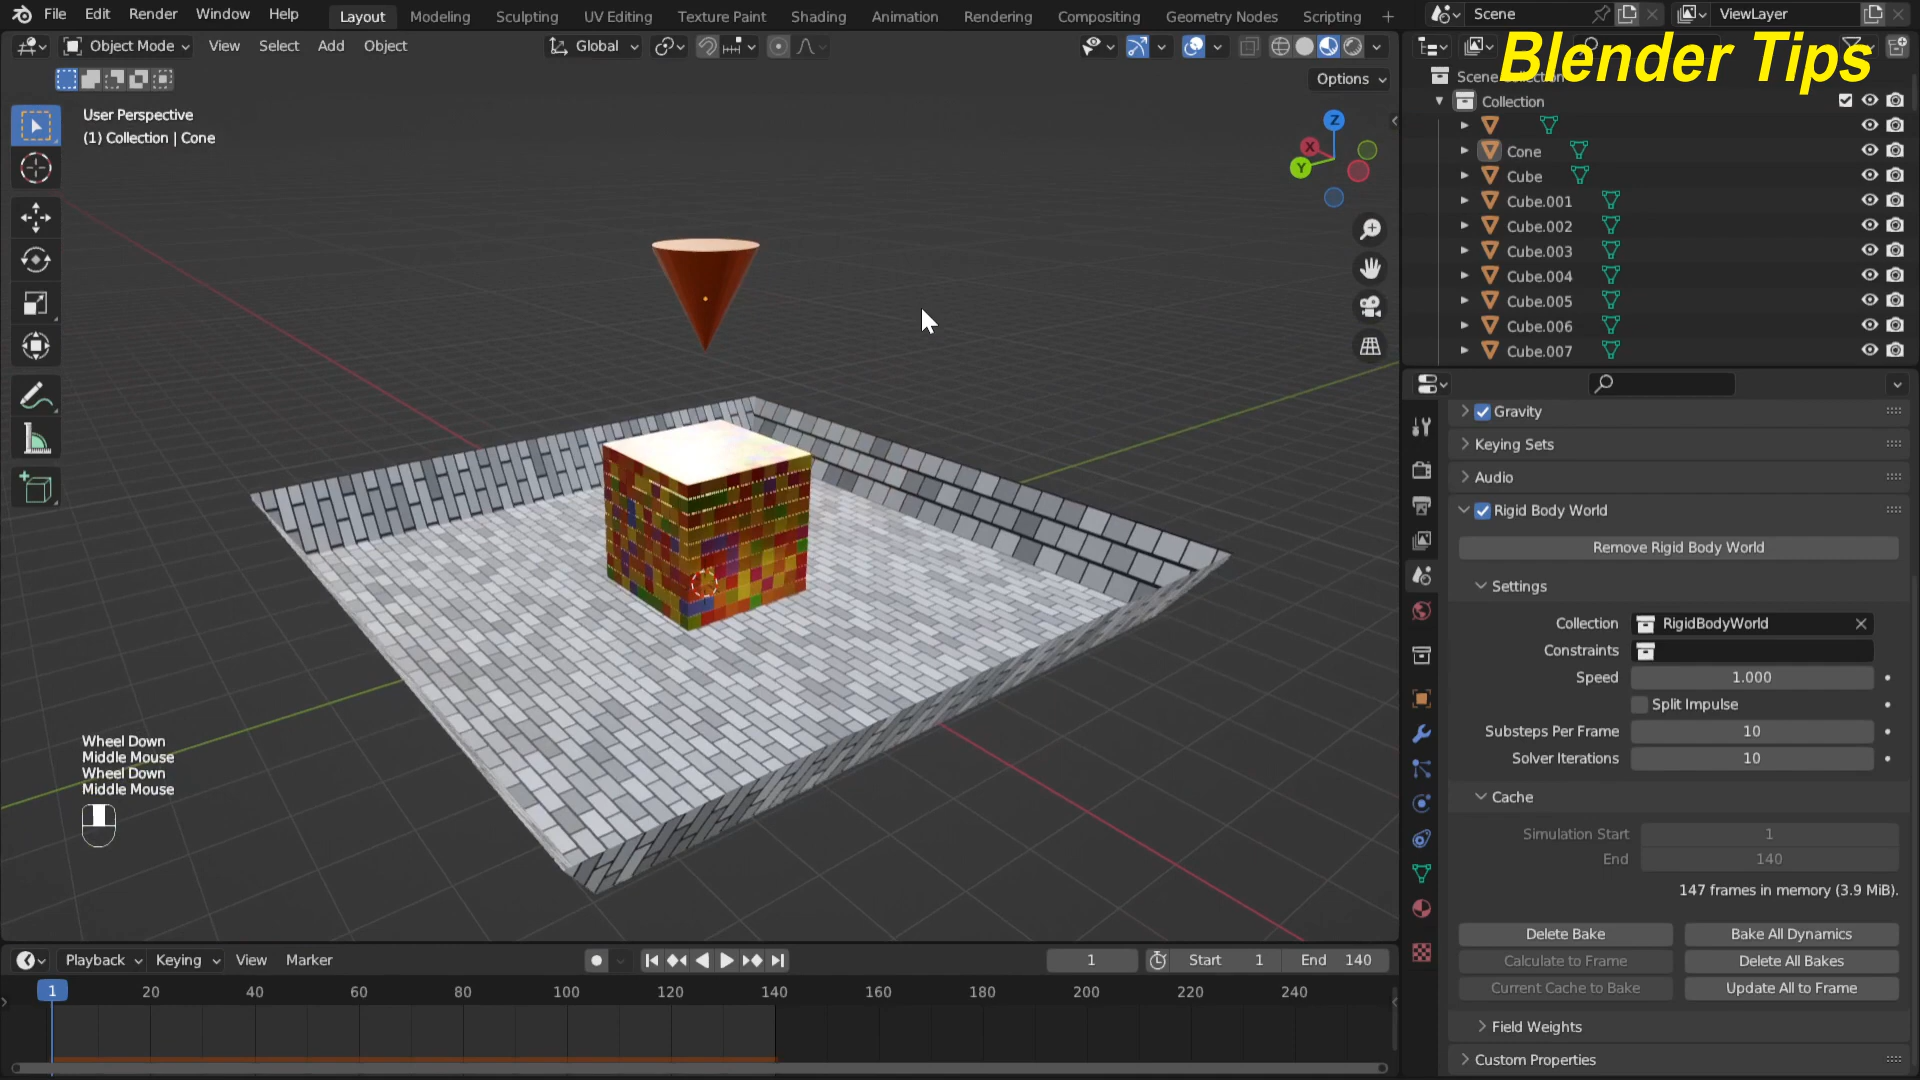 File Edit Render Window Help Layout Modeling Sculpting UV Editing Texture Paint Shading Animation Rendering Compositing Geometry Nodes Scripting + Scene ViewLayer
Object Mode View Select Add Object Global
Blender Tips
Options
User Perspective
(1) Collection | Cone
Z
X
Y
Wheel Down
Middle Mouse
Wheel Down
Middle Mouse
Scene Collection
Collection
Cone
Cube
Cube.001
Cube.002
Cube.003
Cube.004
Cube.005
Cube.006
Cube.007
Gravity
Keying Sets
Audio
Rigid Body World
Remove Rigid Body World
Settings
Collection RigidBodyWorld
Constraints
Speed 1.000
Split Impulse
Substeps Per Frame 10
Solver Iterations 10
Cache
Simulation Start 1
End 140
147 frames in memory (3.9 MiB).
Delete Bake Bake All Dynamics
Calculate to Frame Delete All Bakes
Current Cache to Bake Update All to Frame
Field Weights
Custom Properties
Playback Keying View Marker 1 Start 1 End 140
1 20 40 60 80 100 120 140 160 180 200 220 240